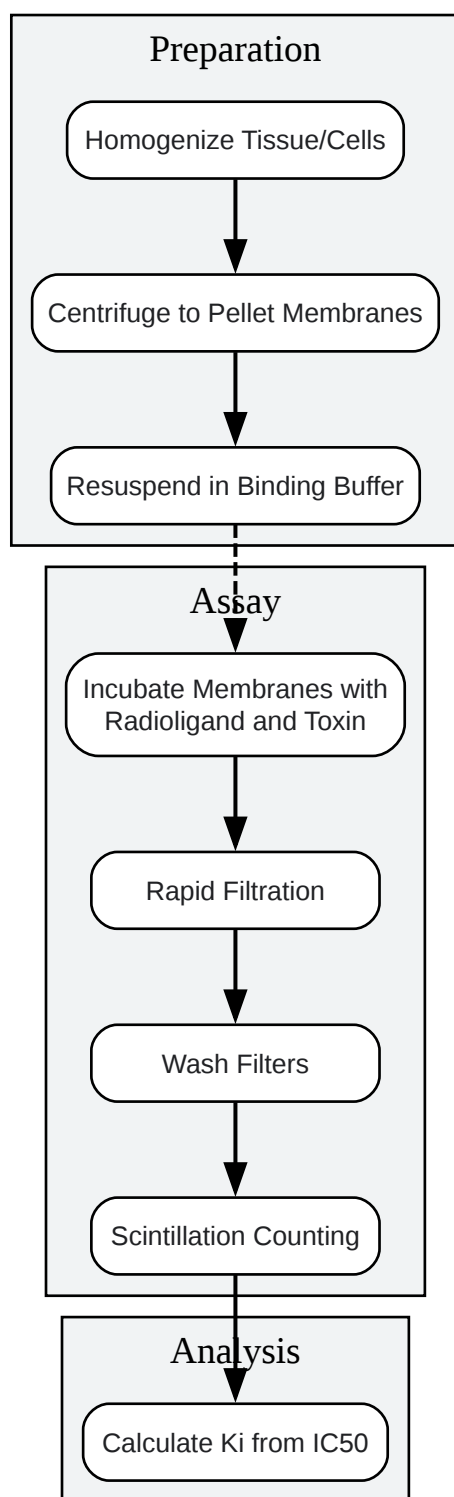 Preparation
Homogenize Tissue/Cells
Centrifuge to Pellet Membranes
Resuspend in Binding Buffer
Assay
Incubate Membranes with
Radioligand and Toxin
Rapid Filtration
Wash Filters
Scintillation Counting
Analysis
Calculate Ki from IC50